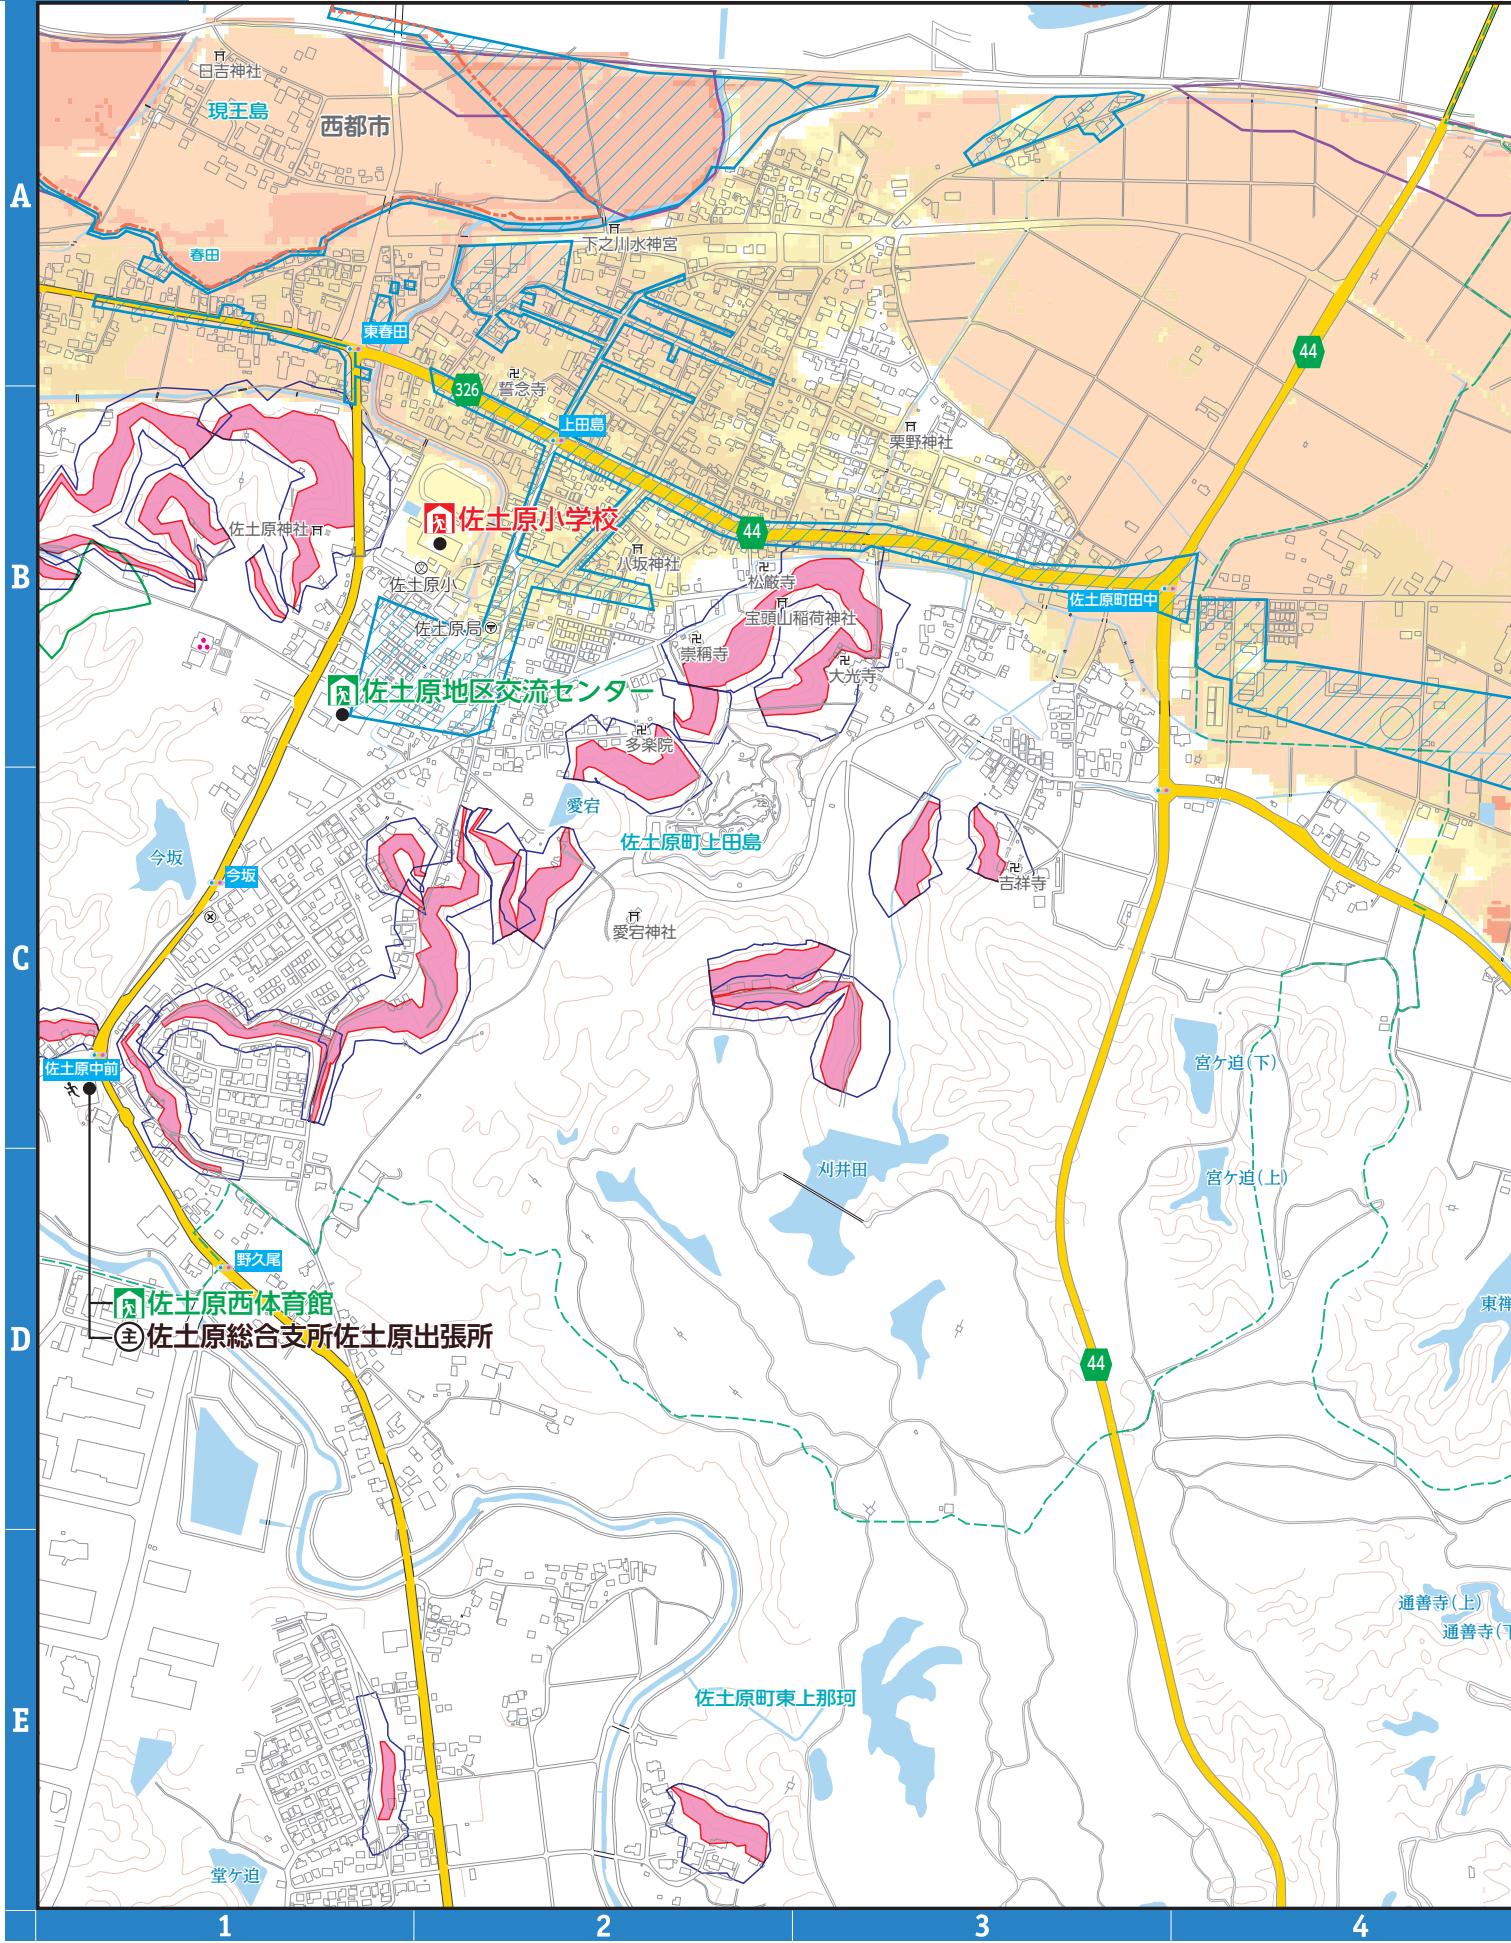 A
B
C
D
E
1
2
3
4
日吉神社
現王島
西都市
春田
下之川水神宮
東春田
44
326
誓念寺
上田島
栗野神社
佐土原神社
佐土原小学校
44
八坂神社
松巌寺
佐土原小
佐土原町田中
宝頭山稲荷神社
佐土原局
崇稱寺
大光寺
佐土原地区交流センター
多楽院
愛宕
佐土原町上田島
今坂
今坂
吉祥寺
愛宕神社
佐土原中前
宮ケ迫(下)
刈井田
宮ケ迫(上)
野久尾
佐土原西体育館
東禅
主 佐土原総合支所佐土原出張所
44
通善寺(上)
通善寺(下
佐土原町東上那珂
堂ケ迫